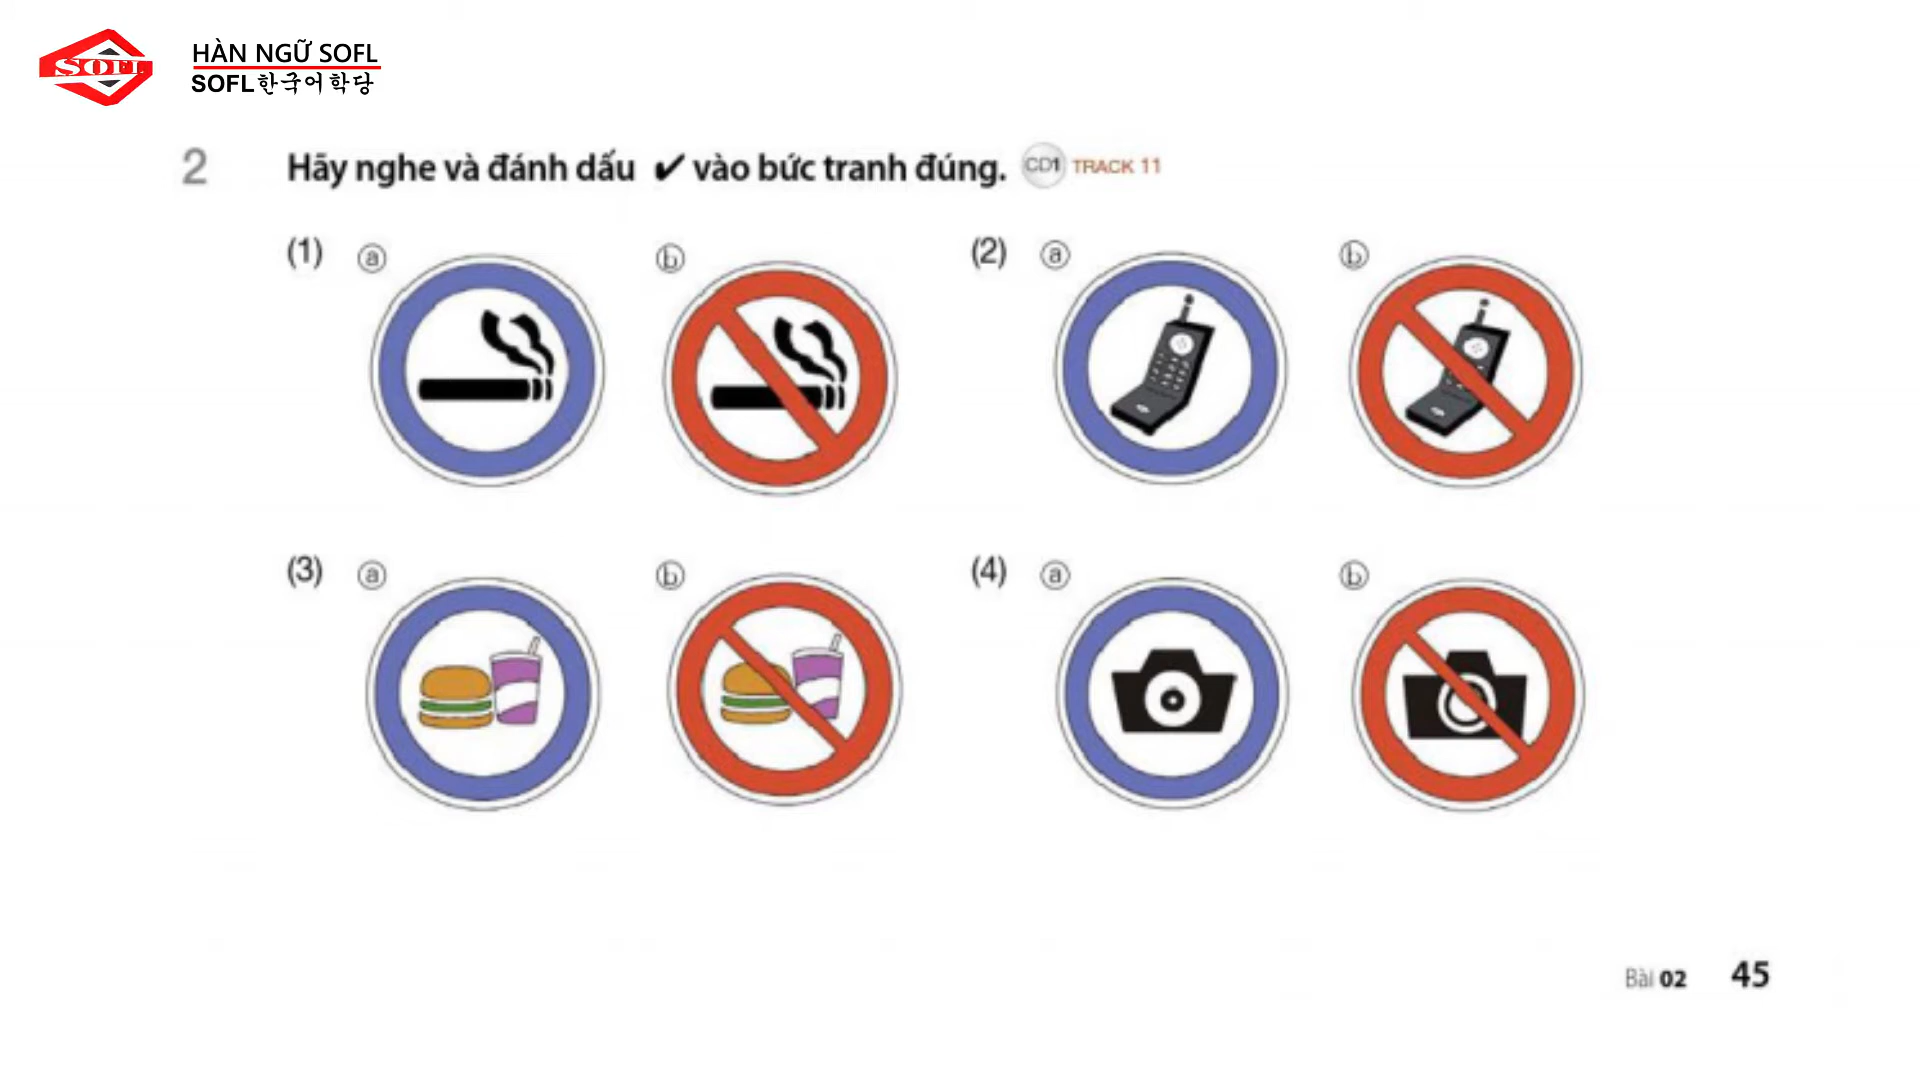 SOFL
HÀN NGỮ SOFL
SOFL한국어학당
2 Hãy nghe và đánh dấu ✔ vào bức tranh đúng. CD1 TRACK 11
(1) ⓐ ⓑ (2) ⓐ ⓑ
(3) ⓐ ⓑ (4) ⓐ ⓑ
Bài 02 45